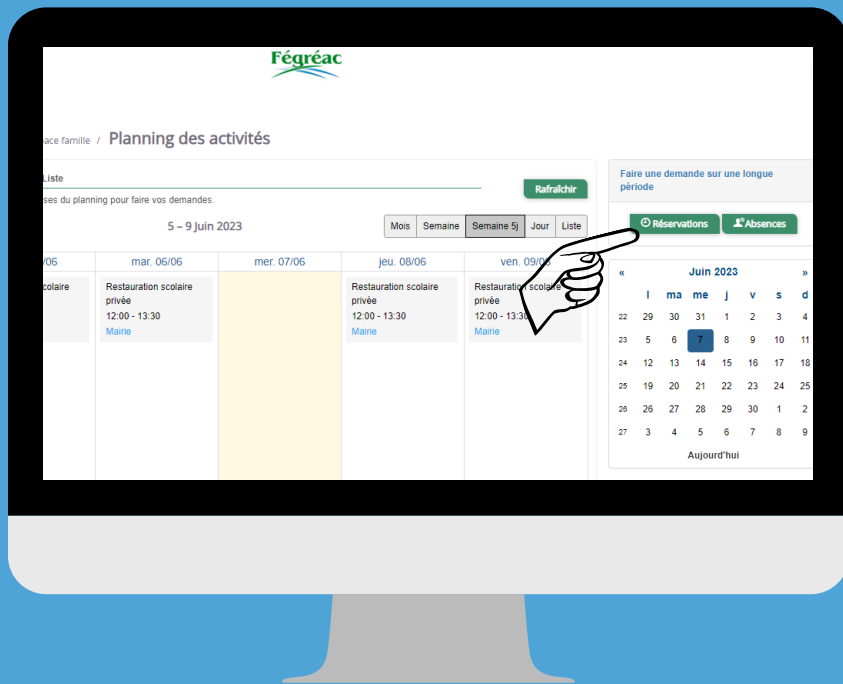 Fégréac
ace famille / Planning des activités
Liste
ses du planning pour faire vos demandes.
Rafraîchir
5 – 9 Juin 2023
Mois Semaine Semaine 5j Jour Liste
/06 mar. 06/06 mer. 07/06 jeu. 08/06 ven. 09/06
colaire
Restauration scolaire
privée
12:00 - 13:30
Mairie
Restauration scolaire
privée
12:00 - 13:30
Mairie
Restauration scolaire
privée
12:00 - 13:30
Mairie
Faire une demande sur une longue
période
Réservations Absences
« Juin 2023 »
l ma me j v s d
22 29 30 31 1 2 3 4
23 5 6 7 8 9 10 11
24 12 13 14 15 16 17 18
25 19 20 21 22 23 24 25
26 26 27 28 29 30 1 2
27 3 4 5 6 7 8 9
Aujourd'hui